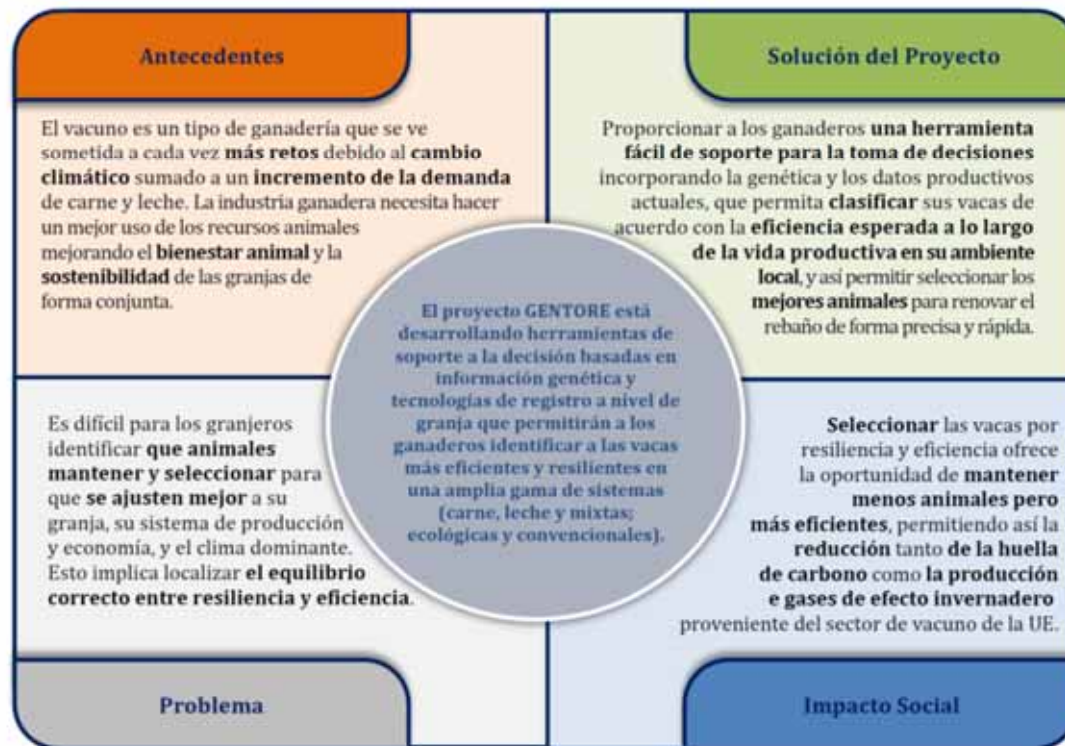 Antecedentes
El vacuno es un tipo de ganadería que se ve
sometida a cada vez más retos debido al cambio
climático sumado a un incremento de la demanda
de carne y leche. La industria ganadera necesita hacer
un mejor uso de los recursos animales
mejorando el bienestar animal y la
sostenibilidad de las granjas de
forma conjunta.
Solución del Proyecto
Proporcionar a los ganaderos una herramienta
fácil de soporte para la toma de decisiones
incorporando la genética y los datos productivos
actuales, que permita clasificar sus vacas de
acuerdo con la eficiencia esperada a lo largo
de la vida productiva en su ambiente
local, y así permitir seleccionar los
mejores animales para renovar el
rebaño de forma precisa y rápida.
El proyecto GENTORE está
desarrollando herramientas de
soporte a la decisión basadas en
información genética y
tecnologías de registro a nivel de
granja que permitirán a los
ganaderos identificar a las vacas
más eficientes y resilientes en
una amplia gama de sistemas
(carne, leche y mixtas;
ecológicas y convencionales).
Es difícil para los granjeros
identificar que animales
mantener y seleccionar para
que se ajusten mejor a su
granja, su sistema de producción
y economía, y el clima dominante.
Esto implica localizar el equilibrio
correcto entre resiliencia y eficiencia.
Problema
Seleccionar las vacas por
resiliencia y eficiencia ofrece
la oportunidad de mantener
menos animales pero
más eficientes, permitiendo así la
reducción tanto de la huella
de carbono como la producción
e gases de efecto invernadero
proveniente del sector de vacuno de la UE.
Impacto Social